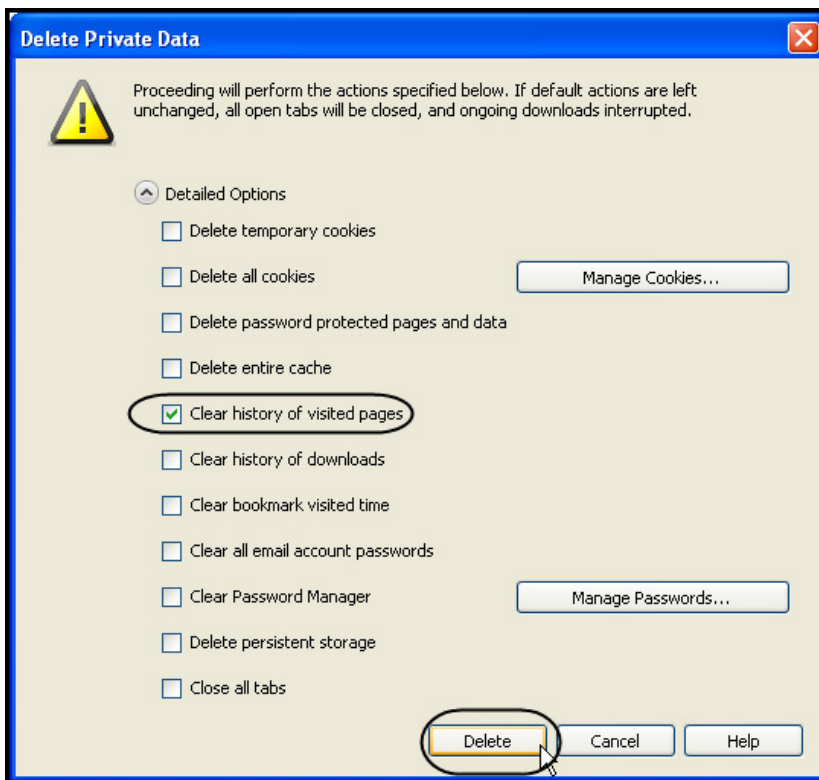 Delete Private Data
Proceeding will perform the actions specified below. If default actions are left
unchanged, all open tabs will be closed, and ongoing downloads interrupted.
Detailed Options
Delete temporary cookies
Delete all cookies
Manage Cookies...
Delete password protected pages and data
Delete entire cache
Clear history of visited pages
Clear history of downloads
Clear bookmark visited time
Clear all email account passwords
Clear Password Manager
Manage Passwords...
Delete persistent storage
Close all tabs
Delete
Cancel
Help